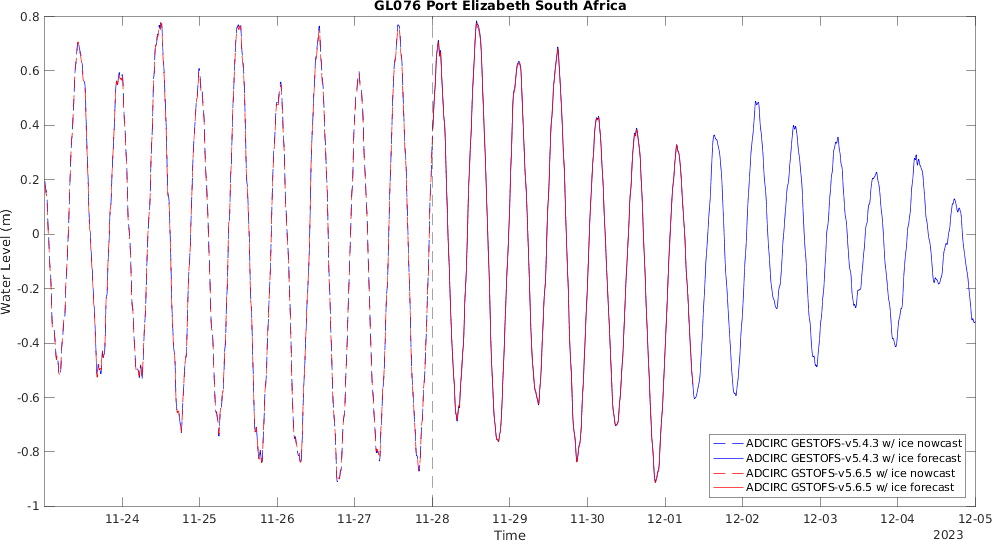 GL076 Port Elizabeth South Africa
0.8
0.6
0.4
0.2
0
-0.2
-0.4
-0.6
-0.8
-1
Water Level (m)
11-24 11-25 11-26 11-27 11-28 11-29 11-30 12-01 12-02 12-03 12-04 12-05
Time
2023
ADCIRC GESTOFS-v5.4.3 w/ ice nowcast
ADCIRC GESTOFS-v5.4.3 w/ ice forecast
ADCIRC GSTOFS-v5.6.5 w/ ice nowcast
ADCIRC GSTOFS-v5.6.5 w/ ice forecast